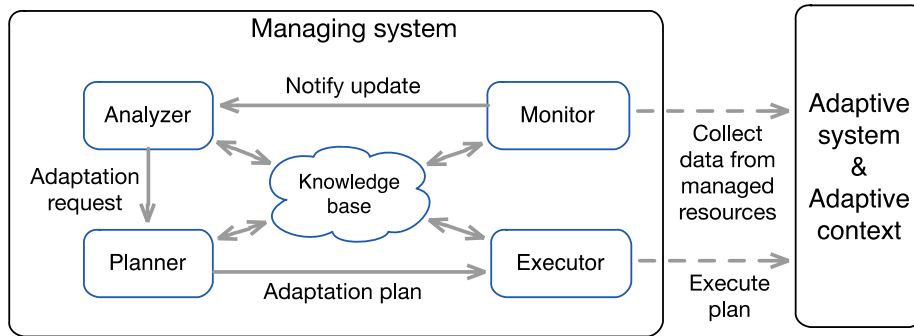 Managing system
Notify update
Analyzer
Monitor
Adaptive
system
&
Adaptive
context
Collect
data from
managed
resources
Adaptation
request
Knowledge
base
Planner
Executor
Adaptation plan
Execute
plan